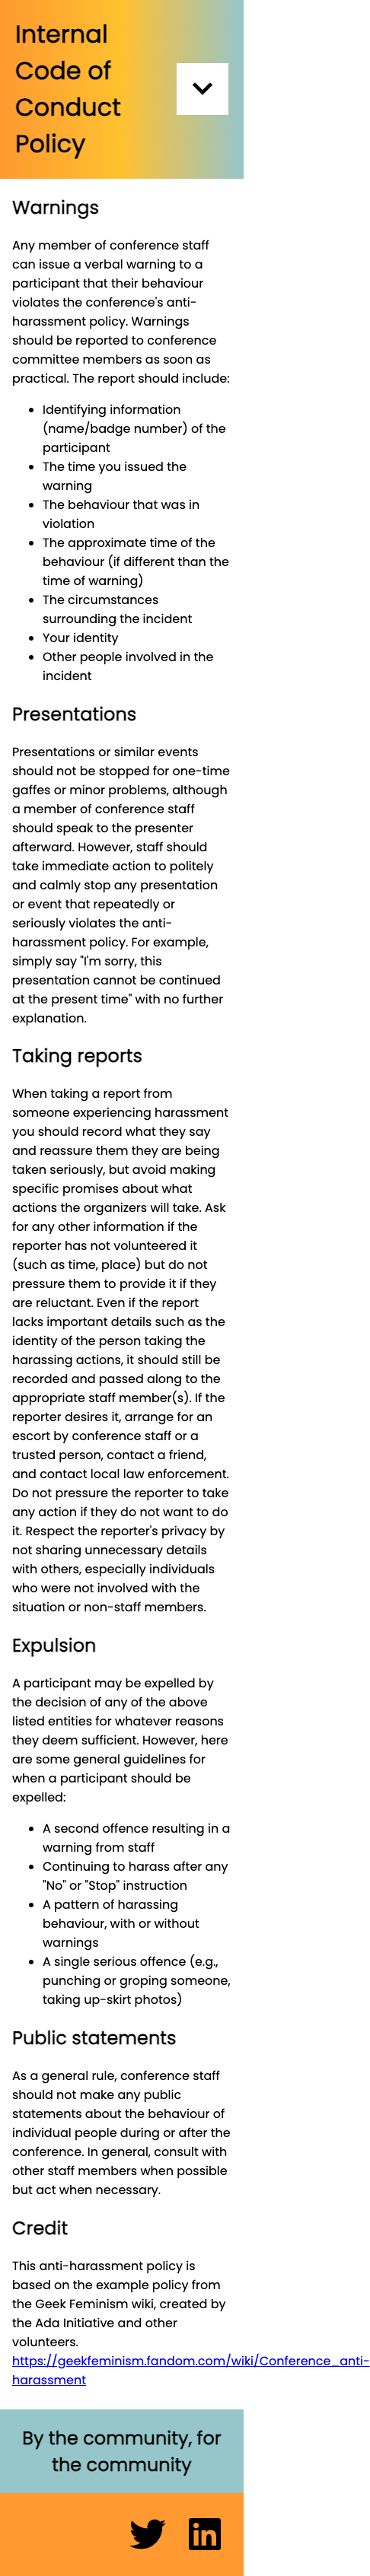 Internal
Code of
Conduct
Policy
Warnings
Any member of conference staff
can issue a verbal warning to a
participant that their behaviour
violates the conference's anti-
harassment policy. Warnings
should be reported to conference
committee members as soon as
practical. The report should include:
• Identifying information
(name/badge number) of the
participant
• The time you issued the
warning
• The behaviour that was in
violation
• The approximate time of the
behaviour (if different than the
time of warning)
• The circumstances
surrounding the incident
• Your identity
• Other people involved in the
incident
Presentations
Presentations or similar events
should not be stopped for one-time
gaffes or minor problems, although
a member of conference staff
should speak to the presenter
afterward. However, staff should
take immediate action to politely
and calmly stop any presentation
or event that repeatedly or
seriously violates the anti-
harassment policy. For example,
simply say "I'm sorry, this
presentation cannot be continued
at the present time" with no further
explanation.
Taking reports
When taking a report from
someone experiencing harassment
you should record what they say
and reassure them they are being
taken seriously, but avoid making
specific promises about what
actions the organizers will take. Ask
for any other information if the
reporter has not volunteered it
(such as time, place) but do not
pressure them to provide it if they
are reluctant. Even if the report
lacks important details such as the
identity of the person taking the
harassing actions, it should still be
recorded and passed along to the
appropriate staff member(s). If the
reporter desires it, arrange for an
escort by conference staff or a
trusted person, contact a friend,
and contact local law enforcement.
Do not pressure the reporter to take
any action if they do not want to do
it. Respect the reporter's privacy by
not sharing unnecessary details
with others, especially individuals
who were not involved with the
situation or non-staff members.
Expulsion
A participant may be expelled by
the decision of any of the above
listed entities for whatever reasons
they deem sufficient. However, here
are some general guidelines for
when a participant should be
expelled:
• A second offence resulting in a
warning from staff
• Continuing to harass after any
"No" or "Stop" instruction
• A pattern of harassing
behaviour, with or without
warnings
• A single serious offence (e.g.,
punching or groping someone,
taking up-skirt photos)
Public statements
As a general rule, conference staff
should not make any public
statements about the behaviour of
individual people during or after the
conference. In general, consult with
other staff members when possible
but act when necessary.
Credit
This anti-harassment policy is
based on the example policy from
the Geek Feminism wiki, created by
the Ada Initiative and other
volunteers.
https://geekfeminism.fandom.com/wiki/Conference_anti-
harassment
By the community, for
the community